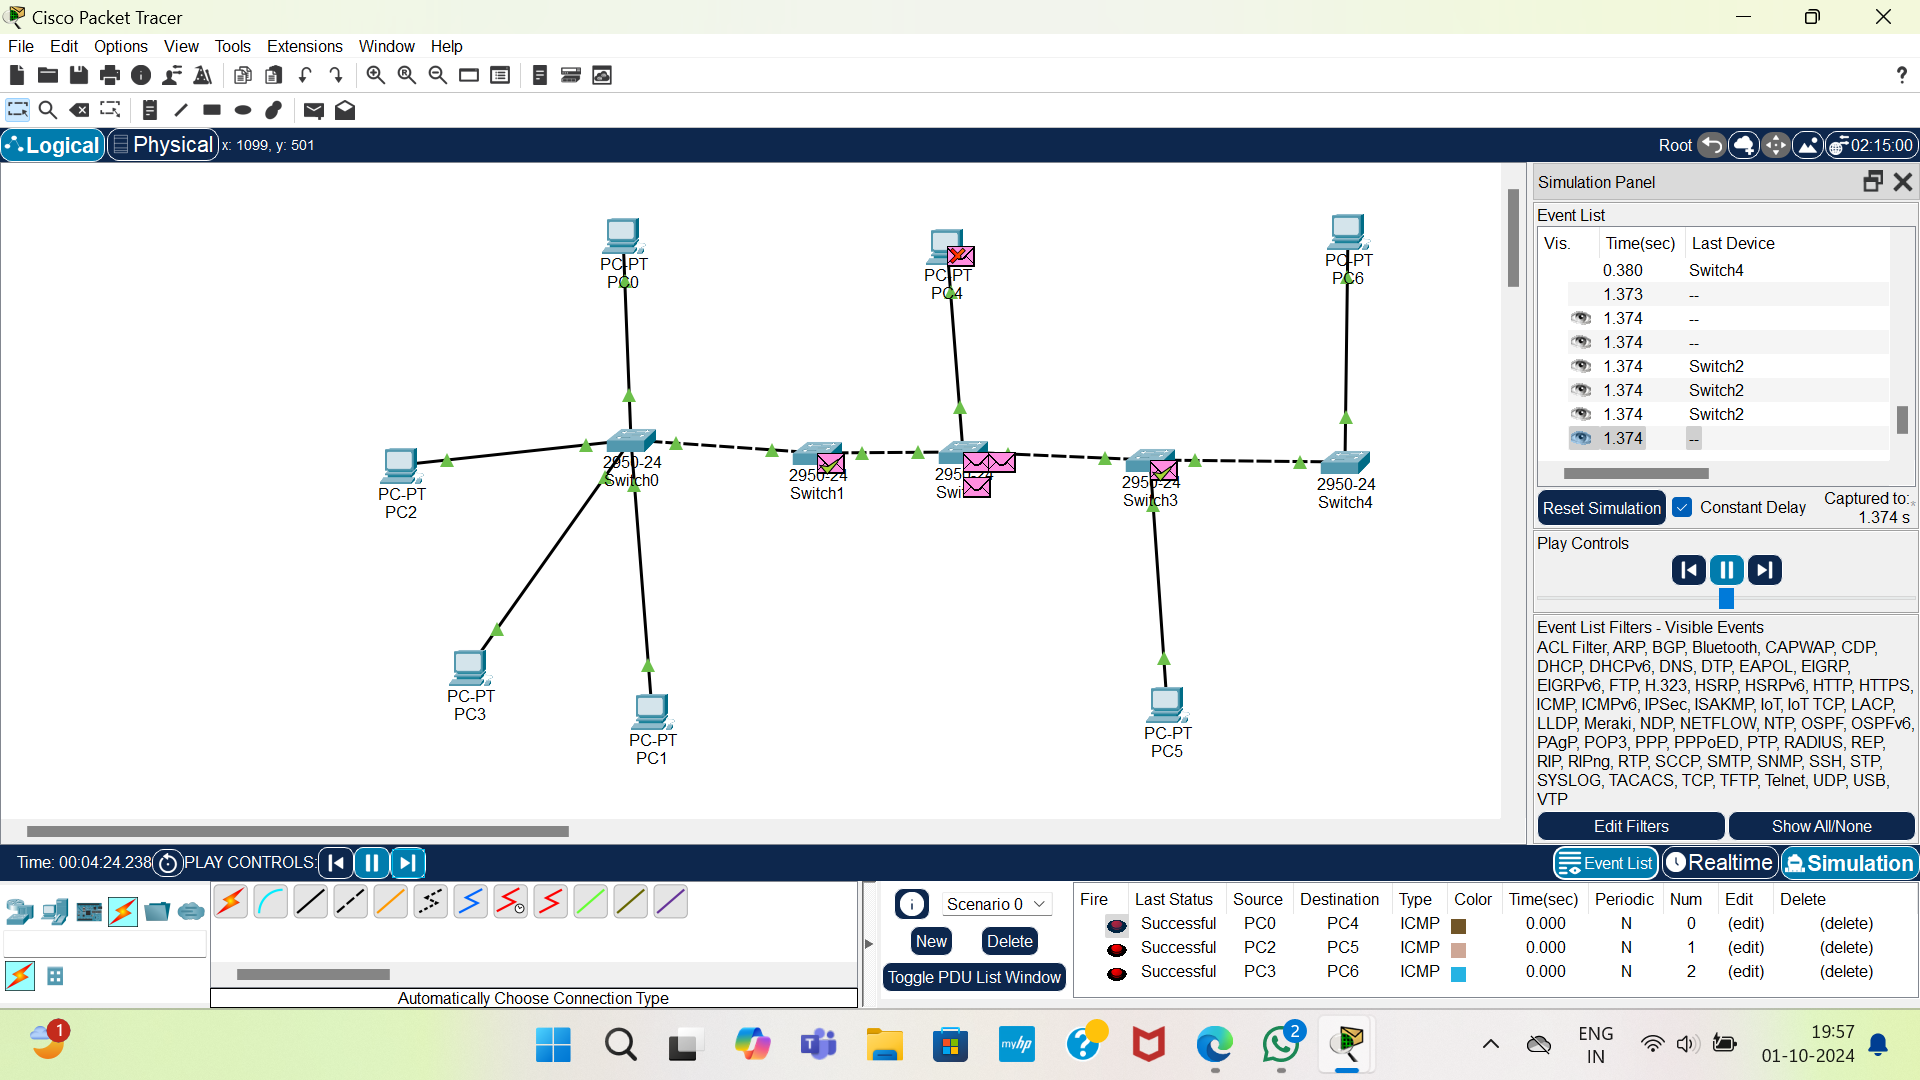 Cisco Packet Tracer
File Edit Options View Tools Extensions Window Help
?
Logical Physical x: 1099, y: 501 Root 02:15:00
PC-PT
PC0
PC-PT
PC4
PC-PT
PC6
PC-PT
PC2
2950-24
Switch0
2950-24
Switch1
2950-24
Swi
2950-24
Switch3
2950-24
Switch4
PC-PT
PC3
PC-PT
PC1
PC-PT
PC5
Simulation Panel
Event List
Vis. Time(sec) Last Device
0.380 Switch4
1.373 --
1.374 --
1.374 --
1.374 Switch2
1.374 Switch2
1.374 Switch2
1.374 --
Reset Simulation Constant Delay Captured to:
1.374 s
Play Controls
Event List Filters - Visible Events
ACL Filter, ARP, BGP, Bluetooth, CAPWAP, CDP,
DHCP, DHCPv6, DNS, DTP, EAPOL, EIGRP,
EIGRPv6, FTP, H.323, HSRP, HSRPv6, HTTP, HTTPS,
ICMP, ICMPv6, IPSec, ISAKMP, IoT, IoT TCP, LACP,
LLDP, Meraki, NDP, NETFLOW, NTP, OSPF, OSPFv6,
PAgP, POP3, PPP, PPPoED, PTP, RADIUS, REP,
RIP, RIPng, RTP, SCCP, SMTP, SNMP, SSH, STP,
SYSLOG, TACACS, TCP, TFTP, Telnet, UDP, USB,
VTP
Edit Filters Show All/None
Time: 00:04:24.238 PLAY CONTROLS: Event List Realtime Simulation
Automatically Choose Connection Type
Scenario 0
New Delete
Toggle PDU List Window
Fire Last Status Source Destination Type Color Time(sec) Periodic Num Edit Delete
Successful PC0 PC4 ICMP 0.000 N 0 (edit) (delete)
Successful PC2 PC5 ICMP 0.000 N 1 (edit) (delete)
Successful PC3 PC6 ICMP 0.000 N 2 (edit) (delete)
1
myhp
2
ENG
IN
19:57
01-10-2024